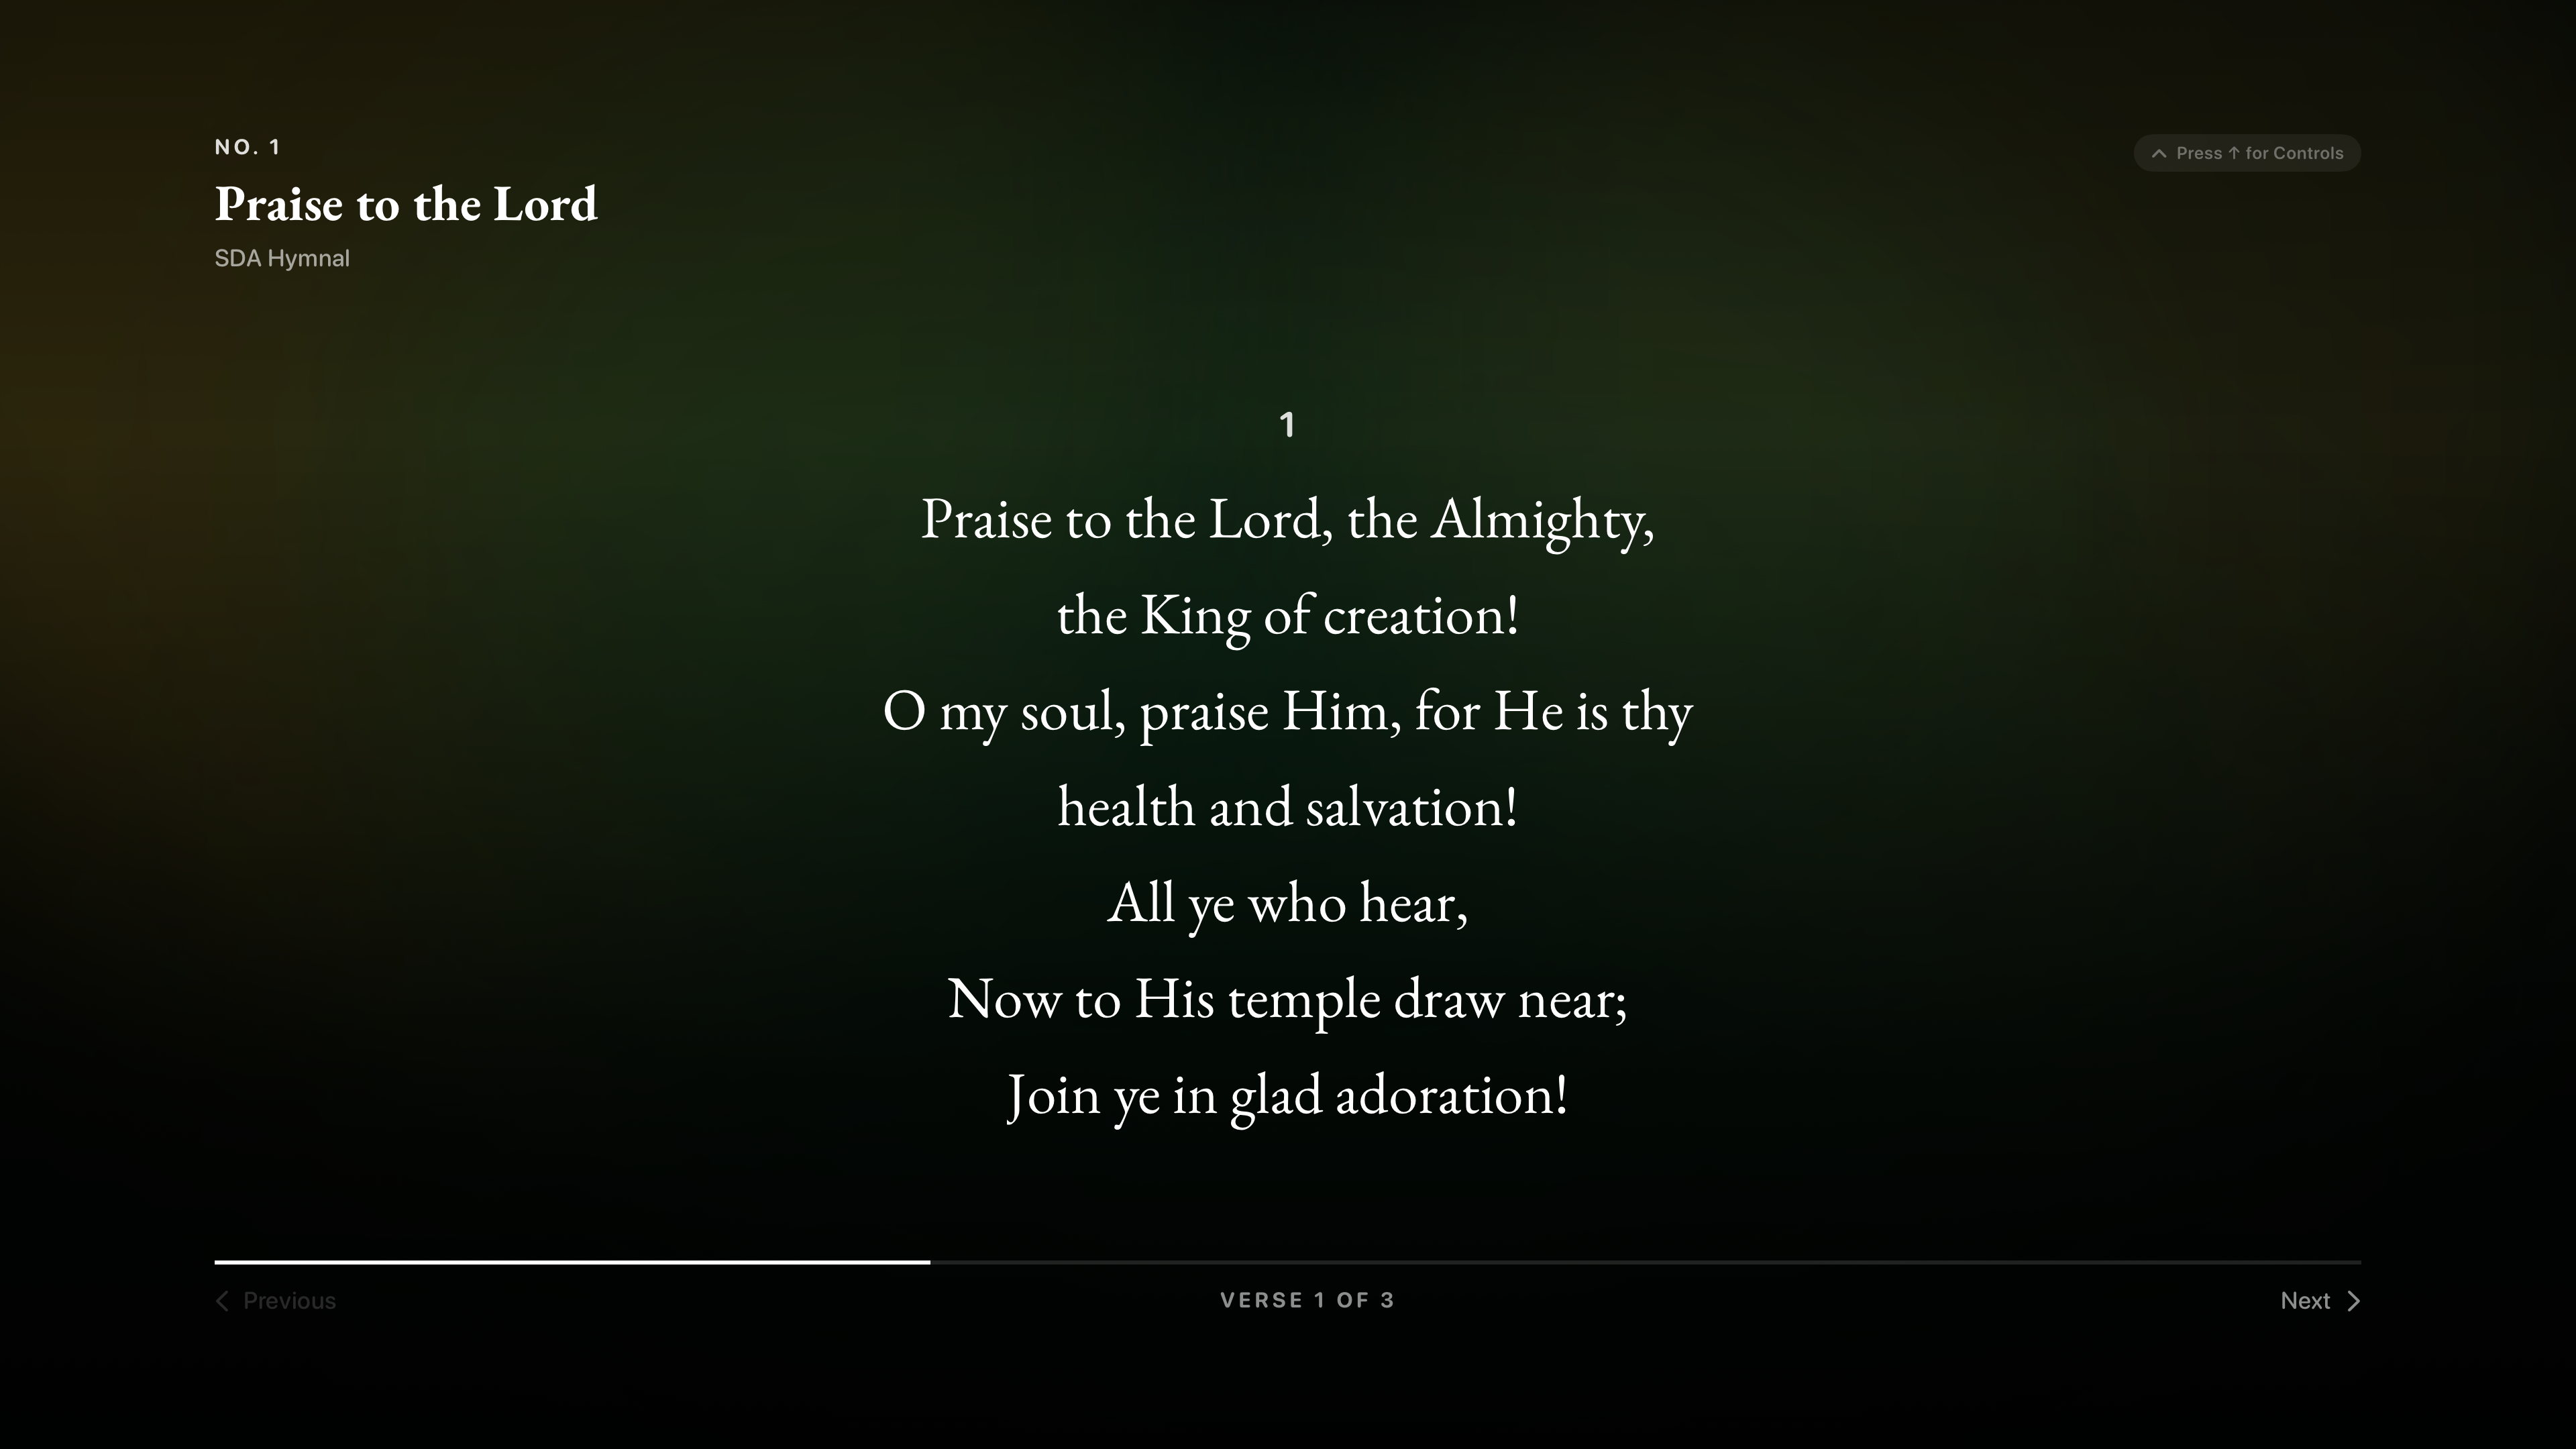 NO. 1
Praise to the Lord
SDA Hymnal
Press ↑ for Controls
1
Praise to the Lord, the Almighty,
the King of creation!
O my soul, praise Him, for He is thy
health and salvation!
All ye who hear,
Now to His temple draw near;
Join ye in glad adoration!
Previous
VERSE 1 OF 3
Next